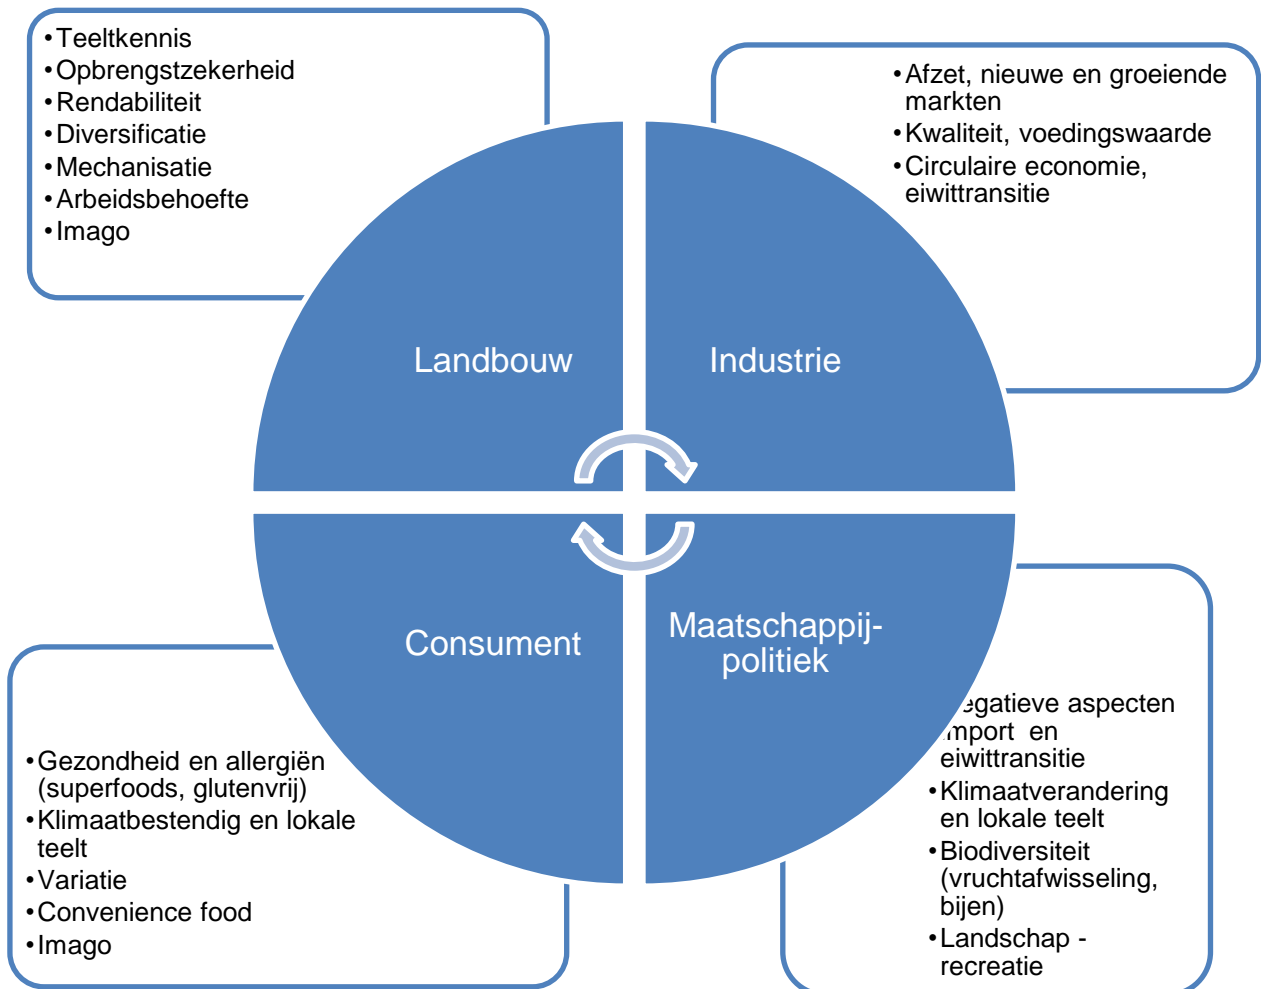 •Teeltkennis
•Opbrengstzekerheid
•Rendabiliteit
•Diversificatie
•Mechanisatie
•Arbeidsbehoefte
•Imago
•Afzet, nieuwe en groeiende
markten
•Kwaliteit, voedingswaarde
•Circulaire economie,
eiwittransitie
Landbouw
Industrie
Consument
Maatschappij-
politiek
•Gezondheid en allergiën
(superfoods, glutenvrij)
•Klimaatbestendig en lokale
teelt
•Variatie
•Convenience food
•Imago
egatieve aspecten
mport en
eiwittransitie
•Klimaatverandering
en lokale teelt
•Biodiversiteit
(vruchtafwisseling,
bijen)
•Landschap -
recreatie